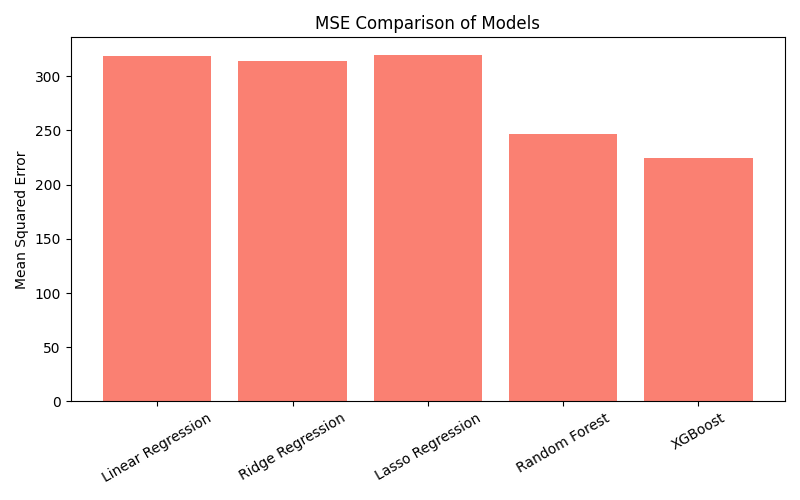 MSE Comparison of Models
Mean Squared Error
300
250
200
150
100
50
0
Linear Regression
Ridge Regression
Lasso Regression
Random Forest
XGBoost